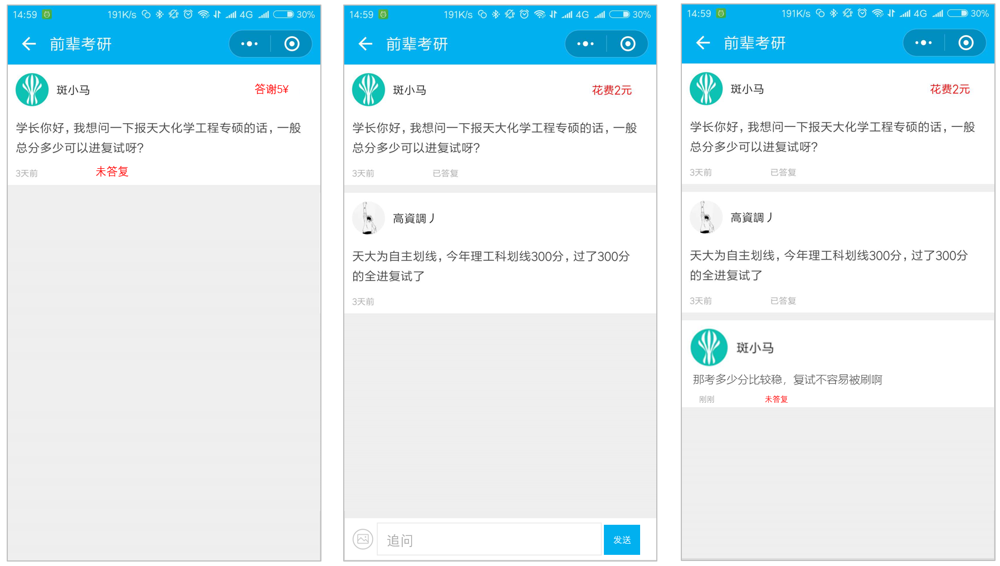 14:59 191K/s 4G 30%
前辈考研
斑小马 答谢5¥
学长你好，我想问一下报天大化学工程专硕的话，一般
总分多少可以进复试呀？
3天前 未答复
14:59 191K/s 4G 30%
前辈考研
斑小马 花费2元
学长你好，我想问一下报天大化学工程专硕的话，一般
总分多少可以进复试呀？
3天前 已答复
高資調丿
天大为自主划线，今年理工科划线300分，过了300分
的全进复试了
3天前
追问 发送
14:59 191K/s 4G 30%
前辈考研
斑小马 花费2元
学长你好，我想问一下报天大化学工程专硕的话，一般
总分多少可以进复试呀？
3天前 已答复
高資調丿
天大为自主划线，今年理工科划线300分，过了300分
的全进复试了
3天前 已答复
斑小马
那考多少分比较稳，复试不容易被刷啊
刚刚 未答复